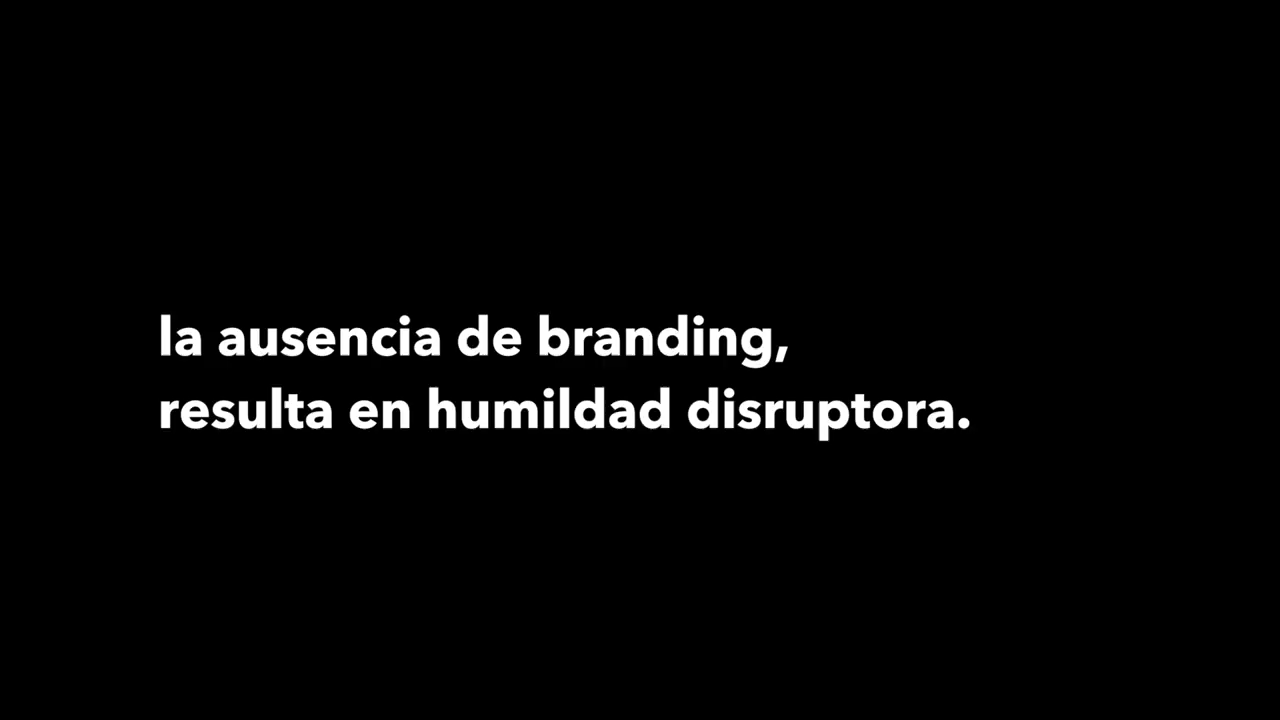 la ausencia de branding,
resulta en humildad disruptora.